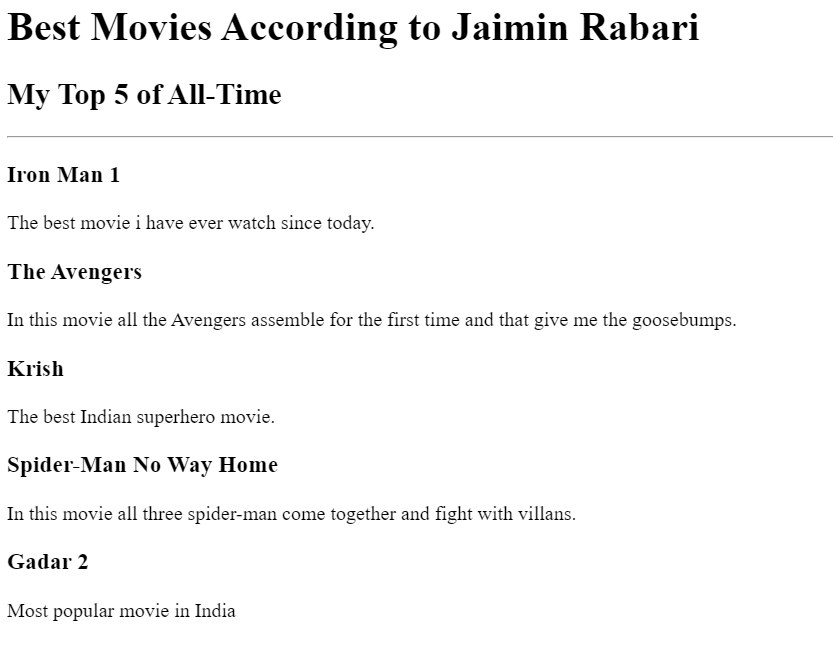 Best Movies According to Jaimin Rabari
My Top 5 of All-Time
Iron Man 1
The best movie i have ever watch since today.
The Avengers
In this movie all the Avengers assemble for the first time and that give me the goosebumps.
Krish
The best Indian superhero movie.
Spider-Man No Way Home
In this movie all three spider-man come together and fight with villans.
Gadar 2
Most popular movie in India